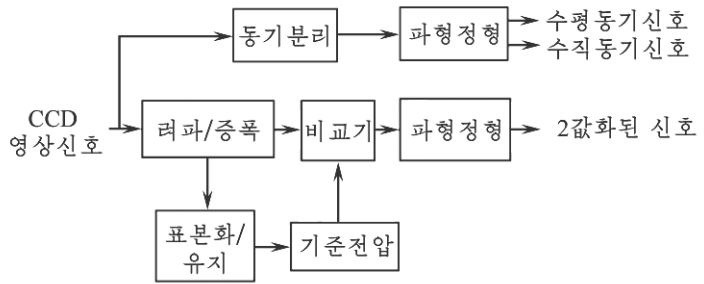 동기분리
파형정형
수평동기신호
수직동기신호
CCD
영상신호
려파/증폭
비교기
파형정형
2값화된 신호
표본화/
유지
기준전압